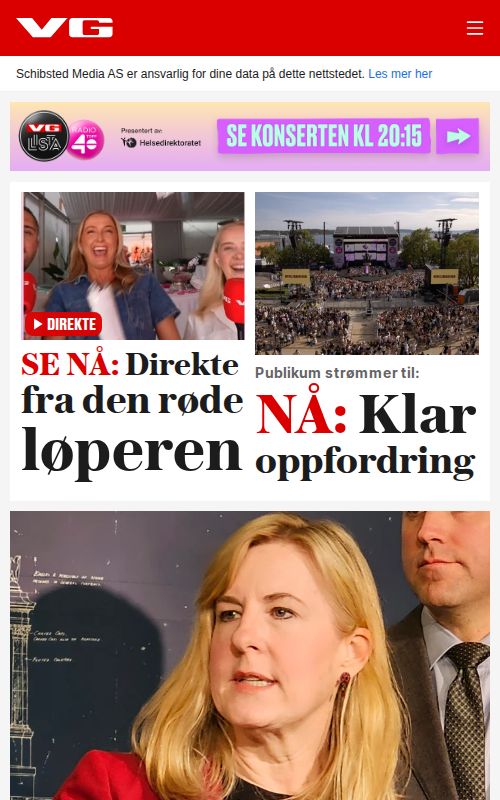 VG
Schibsted Media AS er ansvarlig for dine data på dette nettstedet. Les mer her
VG
LISTA
RADIO
TOPP
40
Presentert av:
Helsedirektoratet
SE KONSERTEN KL 20:15
DIREKTE
SE NÅ: Direkte
fra den røde
løperen
Publikum strømmer til:
NÅ: Klar
oppfordring